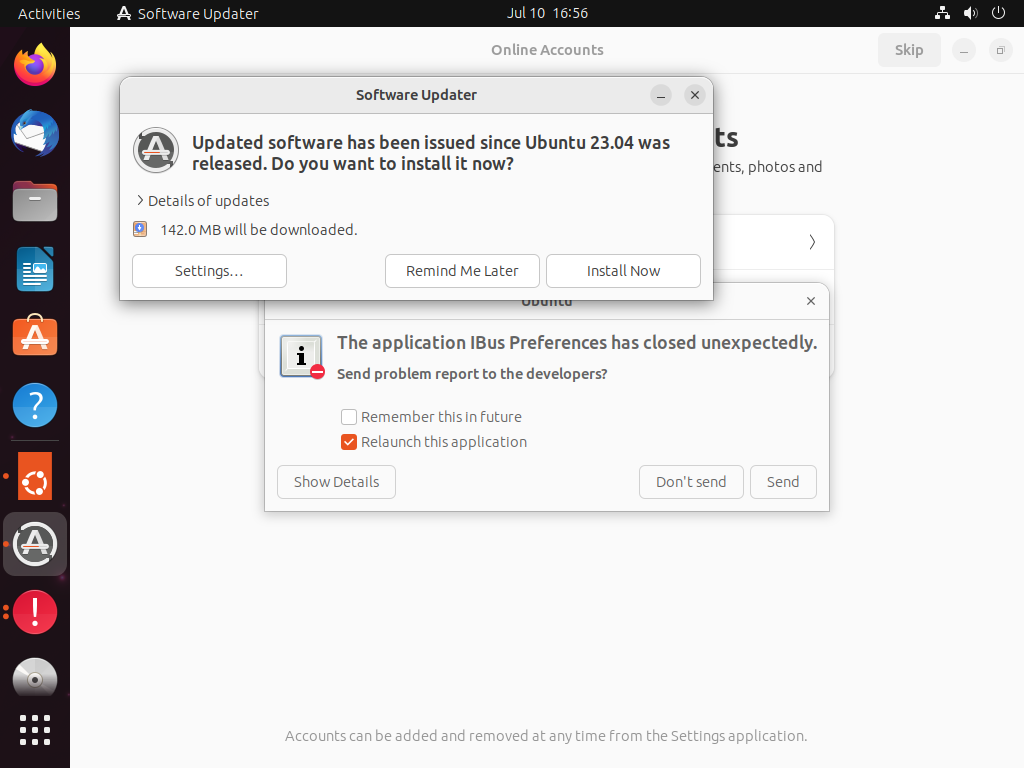 Activities
Software Updater
Jul 10 16:56
Online Accounts
Skip
Software Updater
Updated software has been issued since Ubuntu 23.04 was
released. Do you want to install it now?
Details of updates
142.0 MB will be downloaded.
Settings…
Remind Me Later
Install Now
ts
ents, photos and
Ubuntu
The application IBus Preferences has closed unexpectedly.
Send problem report to the developers?
Remember this in future
Relaunch this application
Show Details
Don't send
Send
Accounts can be added and removed at any time from the Settings application.